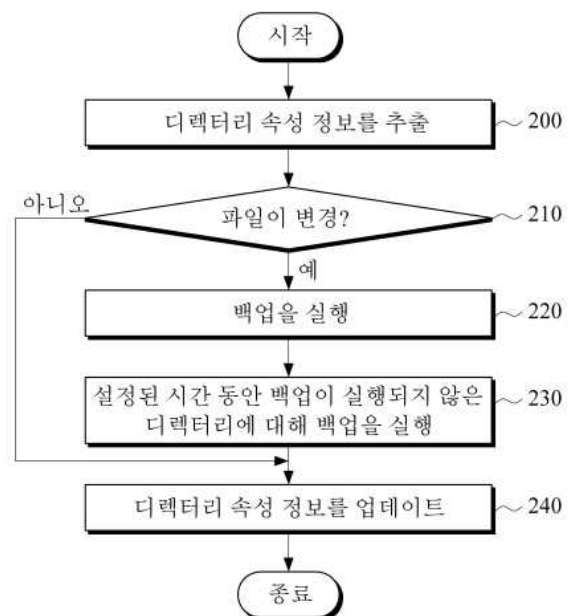 시작
디렉터리 속성 정보를 추출
200
아니오
파일이 변경?
210
예
백업을 실행
220
설정된 시간 동안 백업이 실행되지 않은
디렉터리에 대해 백업을 실행
230
디렉터리 속성 정보를 업데이트
240
종료